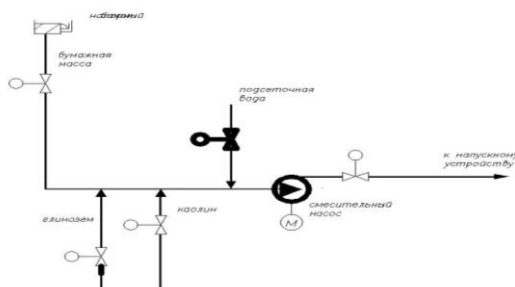 бумажная
масса
подсеточная
вода
к напускному
устройству
глинозем
каолин
смесительный
насос
M